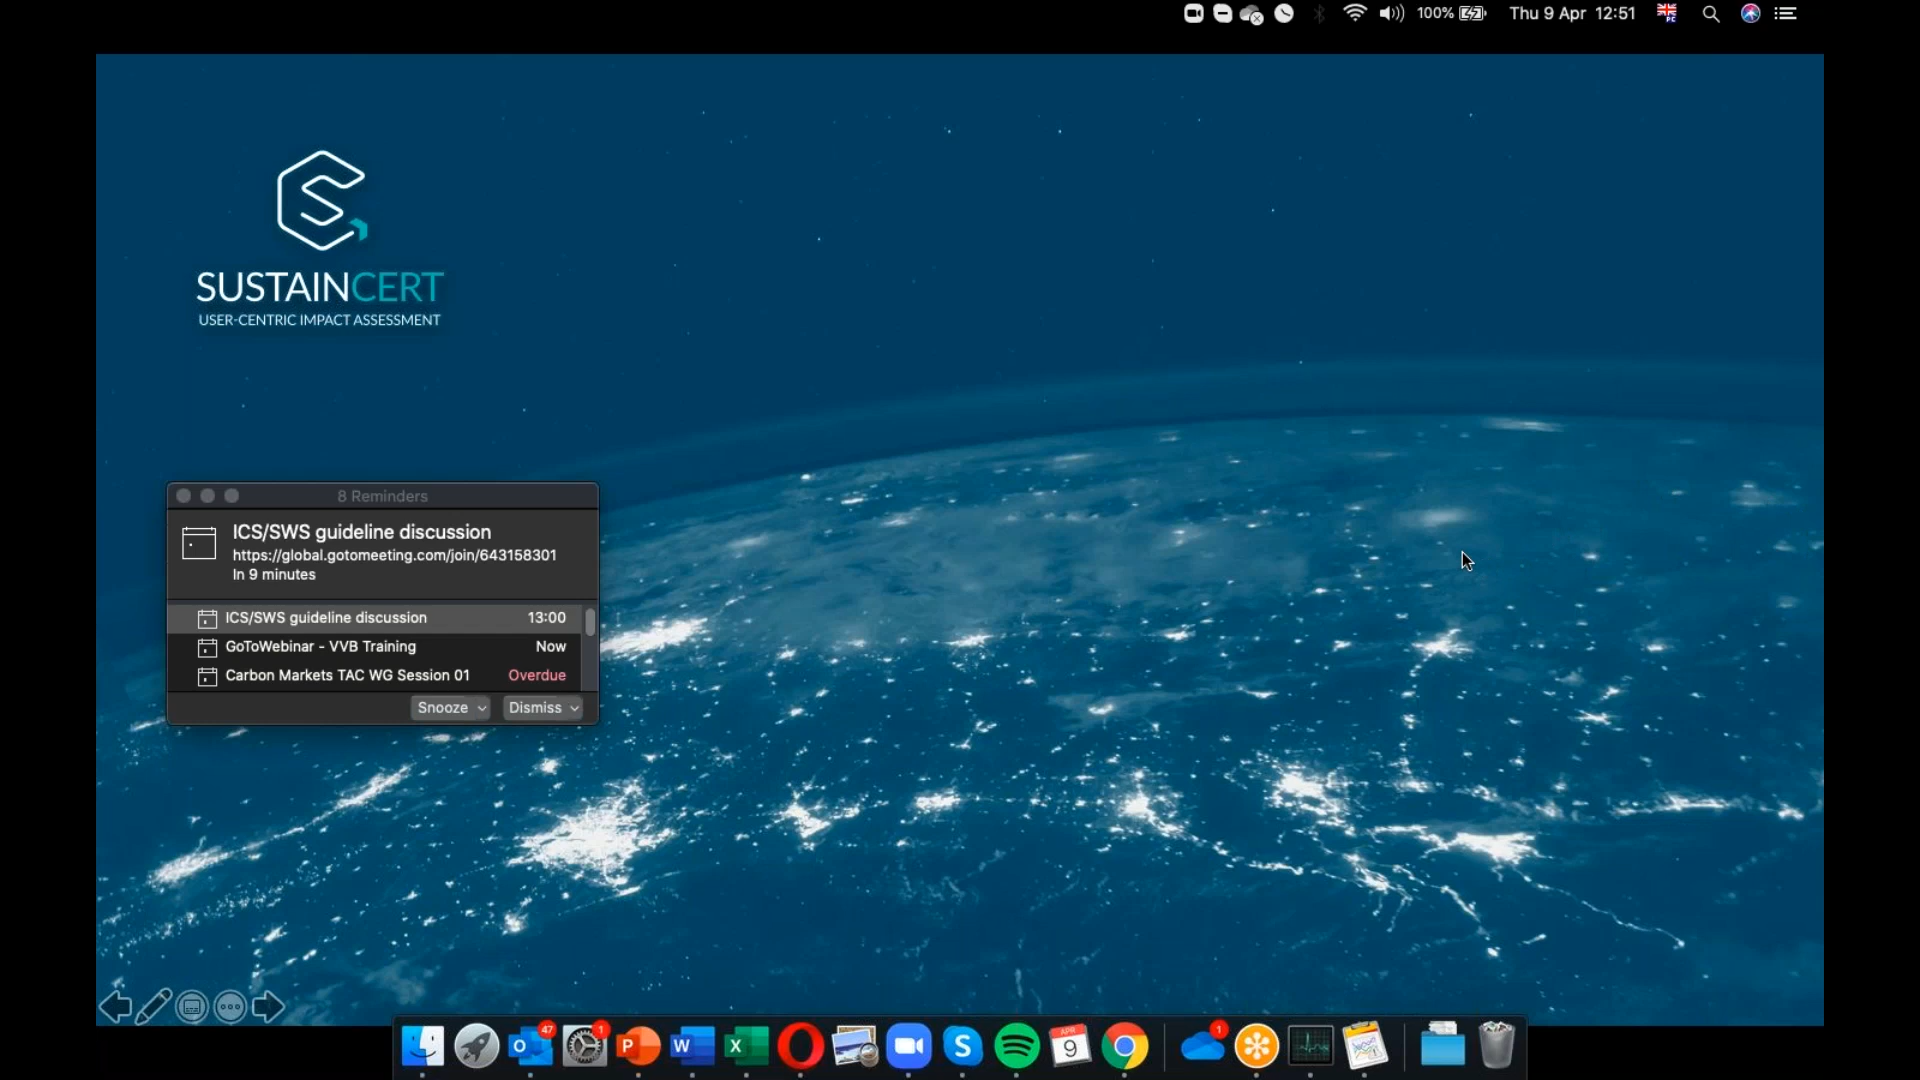 100% Thu 9 Apr 12:51
SUSTAINCERT
USER-CENTRIC IMPACT ASSESSMENT
8 Reminders
ICS/SWS guideline discussion
https://global.gotomeeting.com/join/643158301
In 9 minutes
ICS/SWS guideline discussion 13:00
GoToWebinar - VVB Training Now
Carbon Markets TAC WG Session 01 Overdue
Snooze Dismiss
47 1 APR 1
O P W X S 9